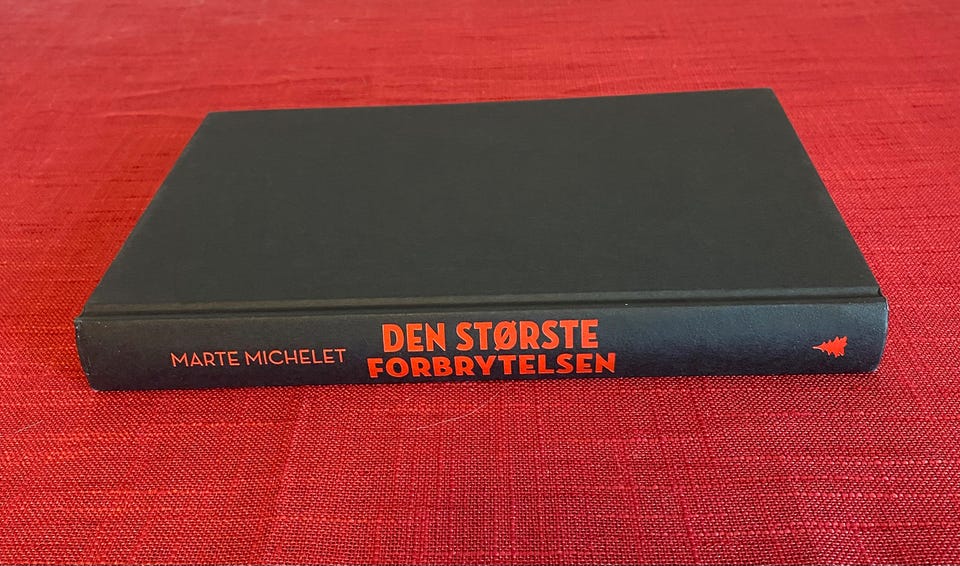 MARTE MICHELET
DEN STØRSTE
FORBRYTELSEN